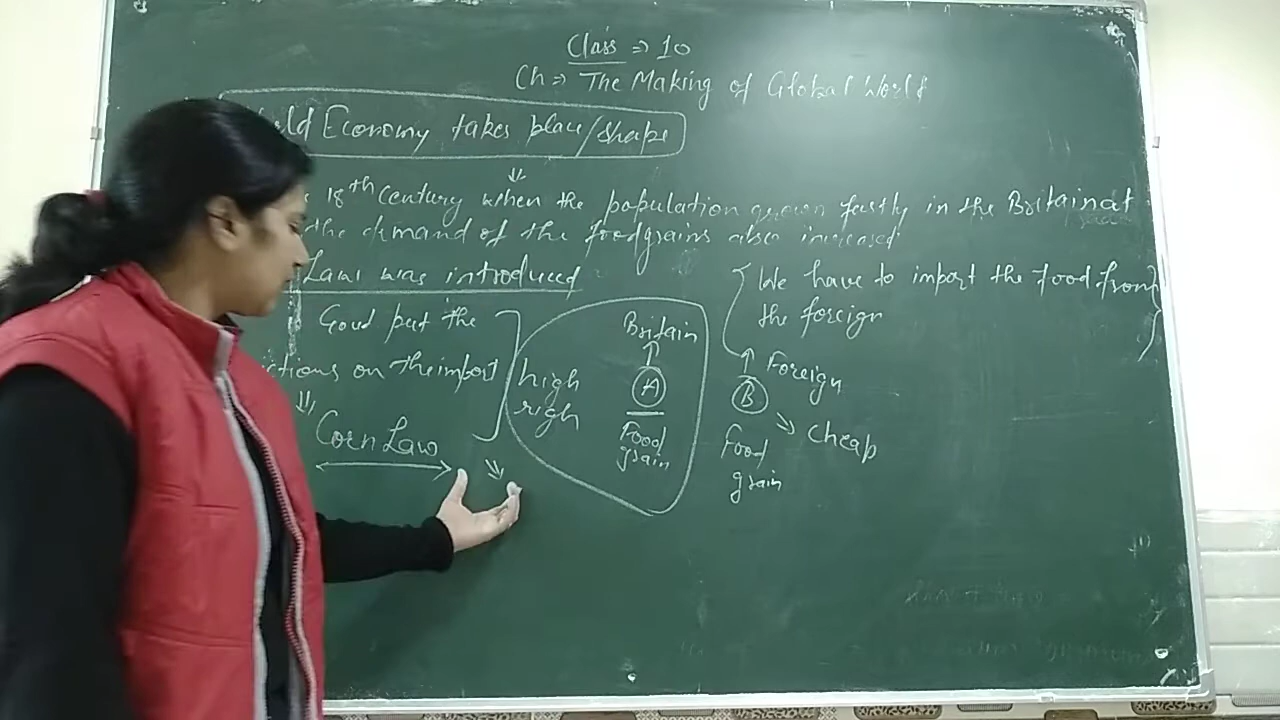 Class ⇒ 10
Ch ⇒ The Making of Global World
Economy takes place/shape
18th century when the population grown fastly in the Britain at
the demand of the foodgrains also increased
Law was introduced
We have to import the food from
the foreign
Govt put the
ctions on the import
Corn Law
high
righ
Britain
A
Food
grain
Foreign
B
Cheap
Food
grain